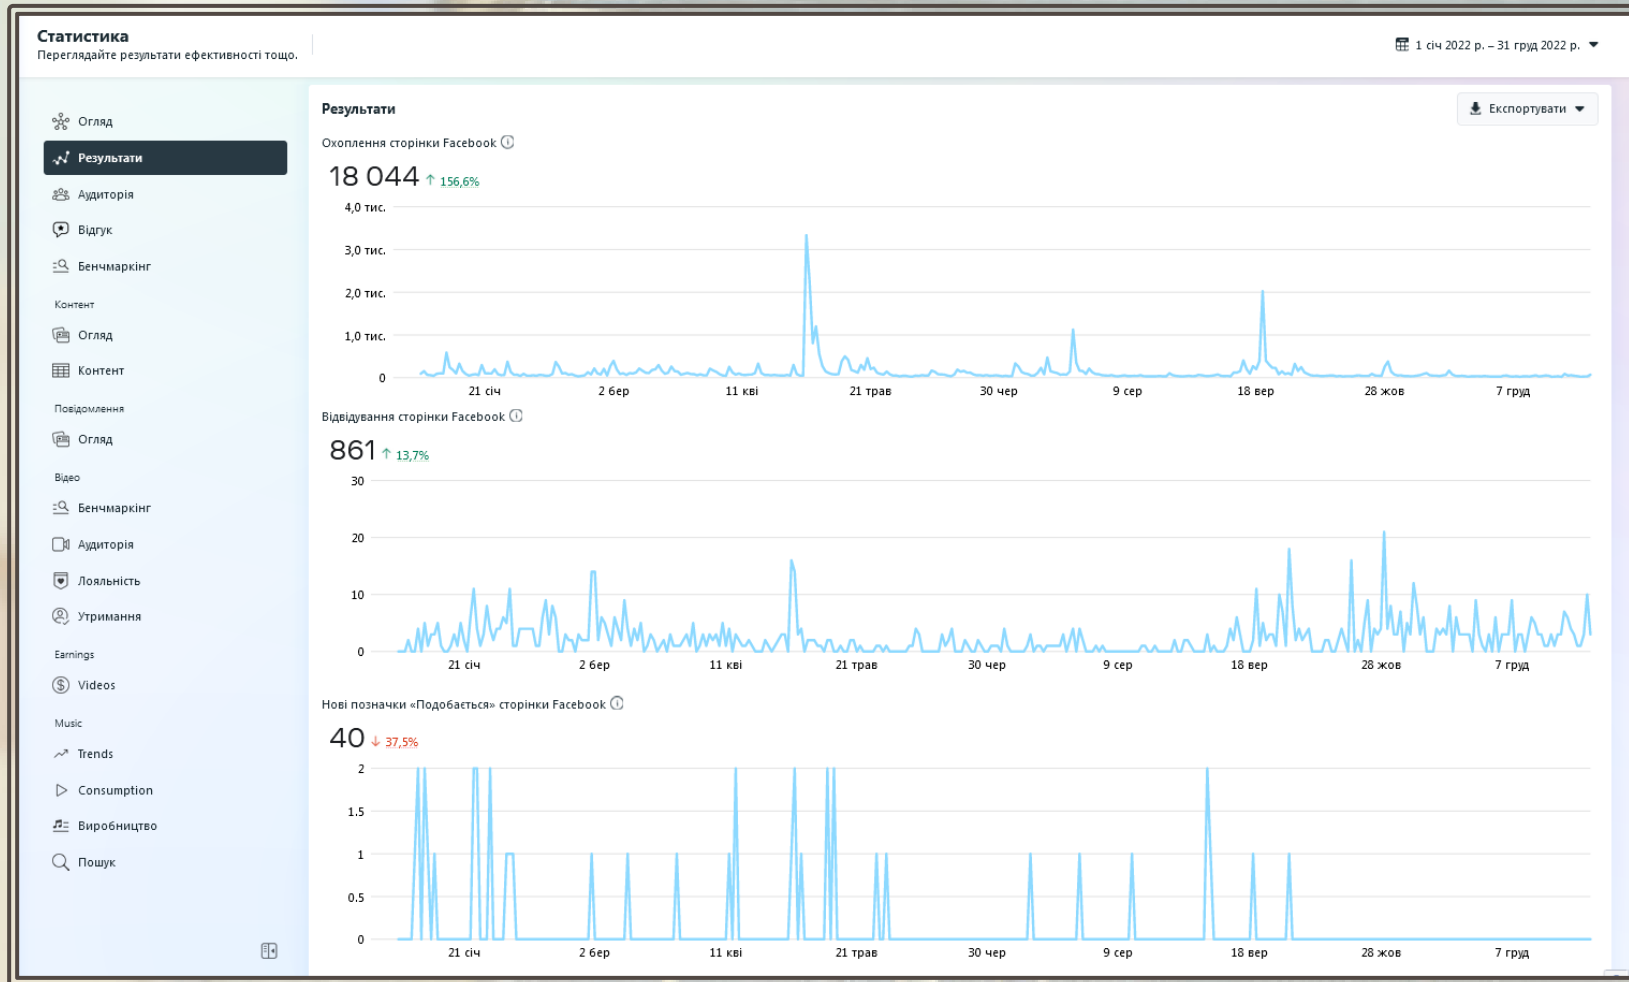 Статистика
Переглядайте результати ефективності тощо.
1 січ 2022 р. – 31 груд 2022 р.
Огляд
Результати
Аудиторія
Відгук
Бенчмаркінг
Контент
Огляд
Контент
Повідомлення
Огляд
Відео
Бенчмаркінг
Аудиторія
Лояльність
Утримання
Earnings
Videos
Music
Trends
Consumption
Виробництво
Пошук
Результати
Експортувати
Охоплення сторінки Facebook
18 044 ↑ 156,6%
4,0 тис.
3,0 тис.
2,0 тис.
1,0 тис.
0
21 січ 2 бер 11 кві 21 трав 30 чер 9 сер 18 вер 28 жов 7 груд
Відвідування сторінки Facebook
861 ↑ 13,7%
30
20
10
0
21 січ 2 бер 11 кві 21 трав 30 чер 9 сер 18 вер 28 жов 7 груд
Нові позначки «Подобається» сторінки Facebook
40 ↓ 37,5%
2
1.5
1
0.5
0
21 січ 2 бер 11 кві 21 трав 30 чер 9 сер 18 вер 28 жов 7 груд